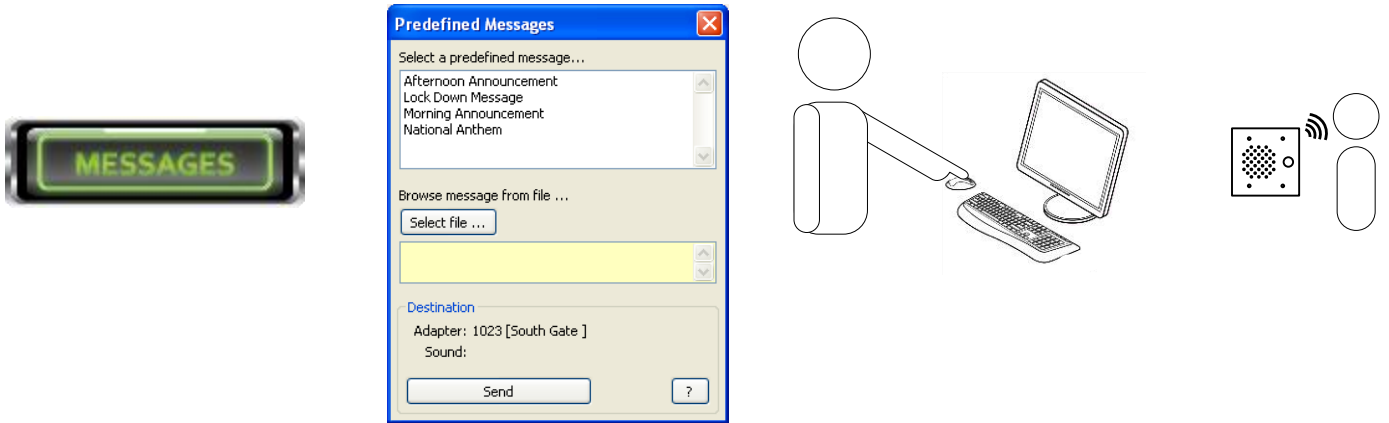 MESSAGES
Predefined Messages
Select a predefined message...
Afternoon Announcement
Lock Down Message
Morning Announcement
National Anthem
Browse message from file ...
Select file ...
Destination
Adapter: 1023 [South Gate ]
Sound:
Send
?